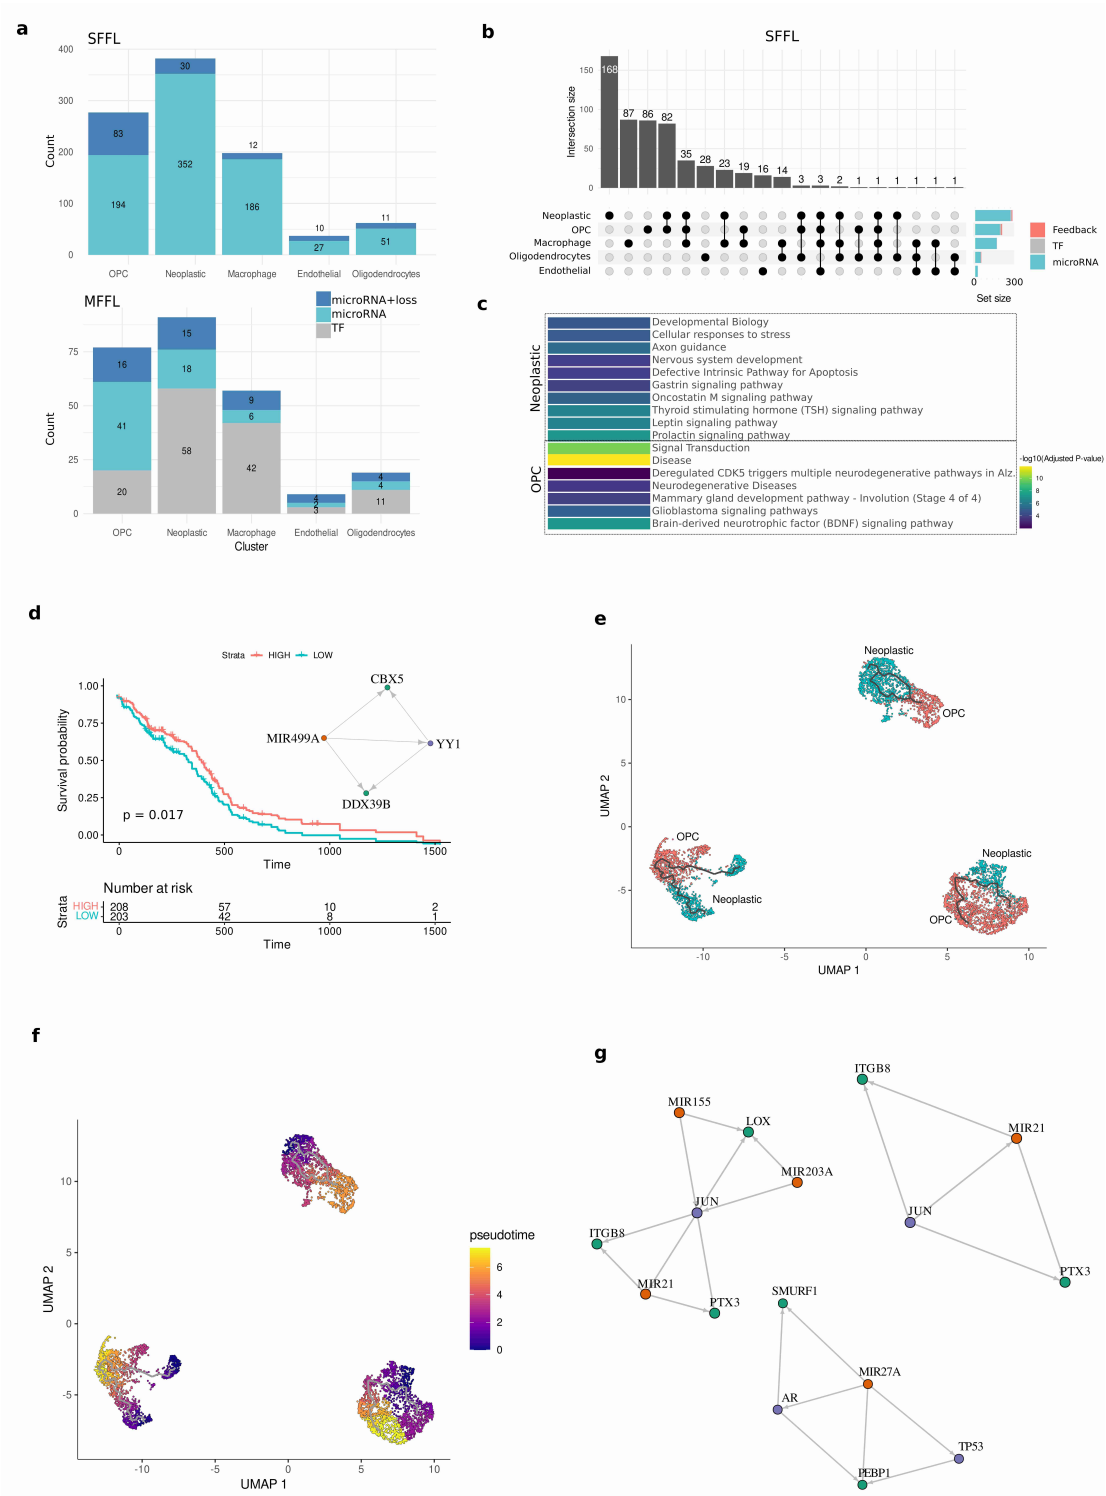 a
SFFL
400
300
200
100
0
Count
83
194
30
352
12
186
10
27
11
51
OPC
Neoplastic
Macrophage
Endothelial
Oligodendrocytes
MFFL
microRNA+loss
microRNA
TF
75
50
25
0
Count
16
41
20
15
18
58
9
6
42
4
2
3
4
4
11
OPC
Neoplastic
Macrophage
Endothelial
Oligodendrocytes
Cluster
b
SFFL
Intersection size
150
100
50
0
168
87
86
82
35
28
23
19
16
14
3
3
2
1
1
1
1
1
1
Neoplastic
OPC
Macrophage
Oligodendrocytes
Endothelial
0
300
Set size
Feedback
TF
microRNA
c
Neoplastic
Developmental Biology
Cellular responses to stress
Axon guidance
Nervous system development
Defective Intrinsic Pathway for Apoptosis
Gastrin signaling pathway
Oncostatin M signaling pathway
Thyroid stimulating hormone (TSH) signaling pathway
Leptin signaling pathway
Prolactin signaling pathway
OPC
Signal Transduction
Disease
Deregulated CDK5 triggers multiple neurodegenerative pathways in Alz.
Neurodegenerative Diseases
Mammary gland development pathway - Involution (Stage 4 of 4)
Glioblastoma signaling pathways
Brain-derived neurotrophic factor (BDNF) signaling pathway
-log10(Adjusted P-value)
10
8
6
4
d
Strata HIGH LOW
Survival probability
1.00
0.75
0.50
0.25
0.00
p = 0.017
0
500
1000
1500
Time
CBX5
MIR499A
YY1
DDX39B
Number at risk
Strata
HIGH 208 57 10 2
LOW 203 42 8 1
0 500 1000 1500
Time
e
UMAP 2
10
5
0
-5
Neoplastic
OPC
OPC
Neoplastic
Neoplastic
OPC
-10
-5
0
5
10
UMAP 1
f
UMAP 2
10
5
0
-5
-10
-5
0
5
10
UMAP 1
pseudotime
6
4
2
0
g
MIR155
LOX
MIR203A
JUN
ITGB8
MIR21
PTX3
ITGB8
MIR21
JUN
PTX3
SMURF1
MIR27A
AR
TP53
PEBP1